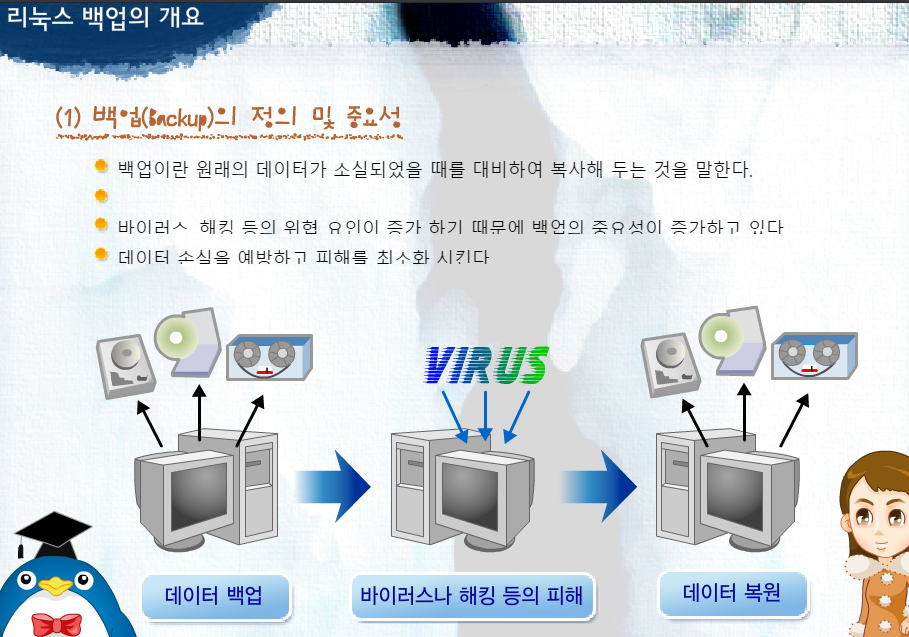 리눅스 백업의 개요
(1) 백업(Backup)의 정의 및 중요성
백업이란 원래의 데이터가 소실되었을 때를 대비하여 복사해 두는 것을 말한다.
바이러스, 해킹 등의 위험 요인이 증가 하기 때문에 백업의 중요성이 증가하고 있다
데이터 손실을 예방하고 피해를 최소화 시킨다
VIRUS
데이터 백업
바이러스나 해킹 등의 피해
데이터 복원